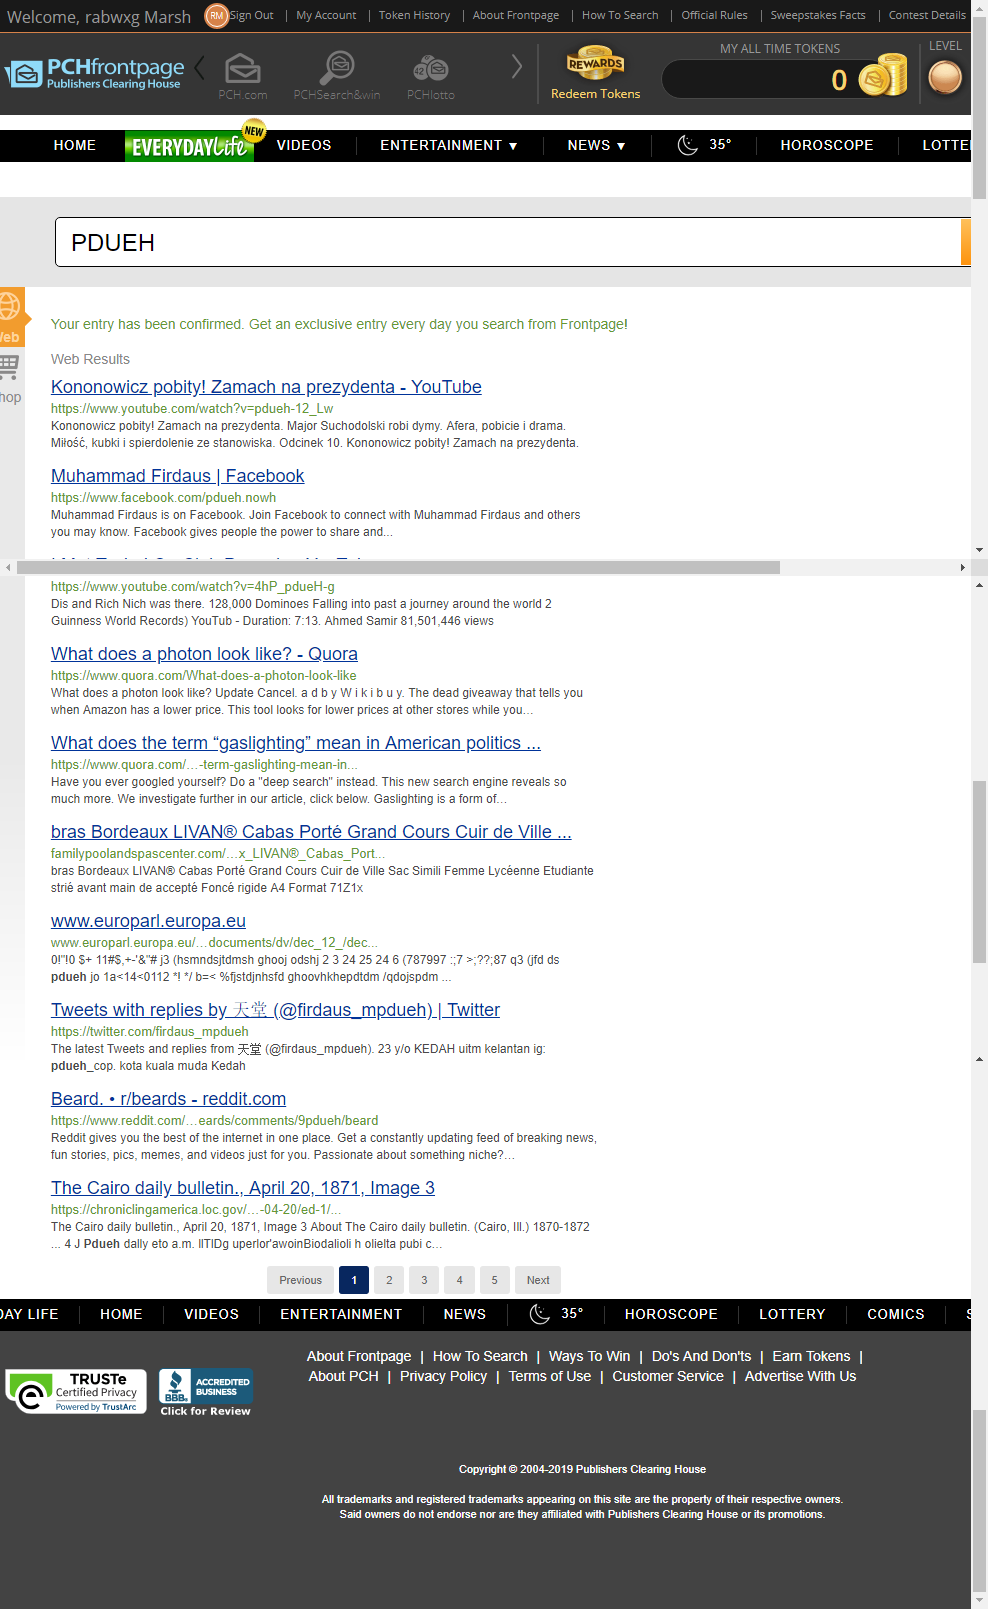 Welcome, rabwxg Marsh RM Sign Out | My Account | Token History | About Frontpage | How To Search | Official Rules | Sweepstakes Facts | Contest Details
PCHfrontpage
Publishers Clearing House
PCH.com PCHSearch&win 42 PCHlotto
REWARDS
Redeem Tokens
MY ALL TIME TOKENS
0
LEVEL
HOME EVERYDAY Life NEW VIDEOS | ENTERTAINMENT ▼ | NEWS ▼ | 35° | HOROSCOPE | LOTTE
PDUEH
Web
hop
Your entry has been confirmed. Get an exclusive entry every day you search from Frontpage!
Web Results
Kononowicz pobity! Zamach na prezydenta - YouTube
https://www.youtube.com/watch?v=pdueh-12_Lw
Kononowicz pobity! Zamach na prezydenta. Major Suchodolski robi dymy. Afera, pobicie i drama.
Miłość, kubki i spierdolenie ze stanowiska. Odcinek 10. Kononowicz pobity! Zamach na prezydenta.
Muhammad Firdaus | Facebook
https://www.facebook.com/pdueh.nowh
Muhammad Firdaus is on Facebook. Join Facebook to connect with Muhammad Firdaus and others
you may know. Facebook gives people the power to share and...
https://www.youtube.com/watch?v=4hP_pdueH-g
Dis and Rich Nich was there. 128,000 Dominoes Falling into past a journey around the world 2
Guinness World Records) YouTub - Duration: 7:13. Ahmed Samir 81,501,446 views
What does a photon look like? - Quora
https://www.quora.com/What-does-a-photon-look-like
What does a photon look like? Update Cancel. a d b y W i k i b u y. The dead giveaway that tells you
when Amazon has a lower price. This tool looks for lower prices at other stores while you...
What does the term “gaslighting” mean in American politics ...
https://www.quora.com/…-term-gaslighting-mean-in...
Have you ever googled yourself? Do a "deep search" instead. This new search engine reveals so
much more. We investigate further in our article, click below. Gaslighting is a form of...
bras Bordeaux LIVAN® Cabas Porté Grand Cours Cuir de Ville ...
familypoolandspascenter.com/…x_LIVAN®_Cabas_Port...
bras Bordeaux LIVAN® Cabas Porté Grand Cours Cuir de Ville Sac Simili Femme Lycéenne Etudiante
strié avant main de accepté Foncé rigide A4 Format 71Z1x
www.europarl.europa.eu
www.europarl.europa.eu/…documents/dv/dec_12_/dec...
0!"!0 $+ 11#$,+-'&"# j3 (hsmndsjtdmsh ghooj odshj 2 3 24 25 24 6 (787997 :;7 >;??;87 q3 (jfd ds
pdueh jo 1a<14<0112 *! */ b=< %fjstdjnhsfd ghoovhkhepdtdm /qdojspdm ...
Tweets with replies by 天堂 (@firdaus_mpdueh) | Twitter
https://twitter.com/firdaus_mpdueh
The latest Tweets and replies from 天堂 (@firdaus_mpdueh). 23 y/o KEDAH uitm kelantan ig:
pdueh_cop. kota kuala muda Kedah
Beard. • r/beards - reddit.com
https://www.reddit.com/…eards/comments/9pdueh/beard
Reddit gives you the best of the internet in one place. Get a constantly updating feed of breaking news,
fun stories, pics, memes, and videos just for you. Passionate about something niche?...
The Cairo daily bulletin., April 20, 1871, Image 3
https://chroniclingamerica.loc.gov/…-04-20/ed-1/...
The Cairo daily bulletin., April 20, 1871, Image 3 About The Cairo daily bulletin. (Cairo, Ill.) 1870-1872
... 4 J Pdueh dally eto a.m. IITIDg uperlor'awoinBiodalioli h olielta pubi c...
Previous 1 2 3 4 5 Next
DAY LIFE | HOME | VIDEOS | ENTERTAINMENT | NEWS | 35° | HOROSCOPE | LOTTERY | COMICS | S
About Frontpage | How To Search | Ways To Win | Do's And Don'ts | Earn Tokens |
About PCH | Privacy Policy | Terms of Use | Customer Service | Advertise With Us
TRUSTe
Certified Privacy
Powered by TrustArc
BBB. ACCREDITED BUSINESS
Click for Review
Copyright © 2004-2019 Publishers Clearing House
All trademarks and registered trademarks appearing on this site are the property of their respective owners.
Said owners do not endorse nor are they affiliated with Publishers Clearing House or its promotions.